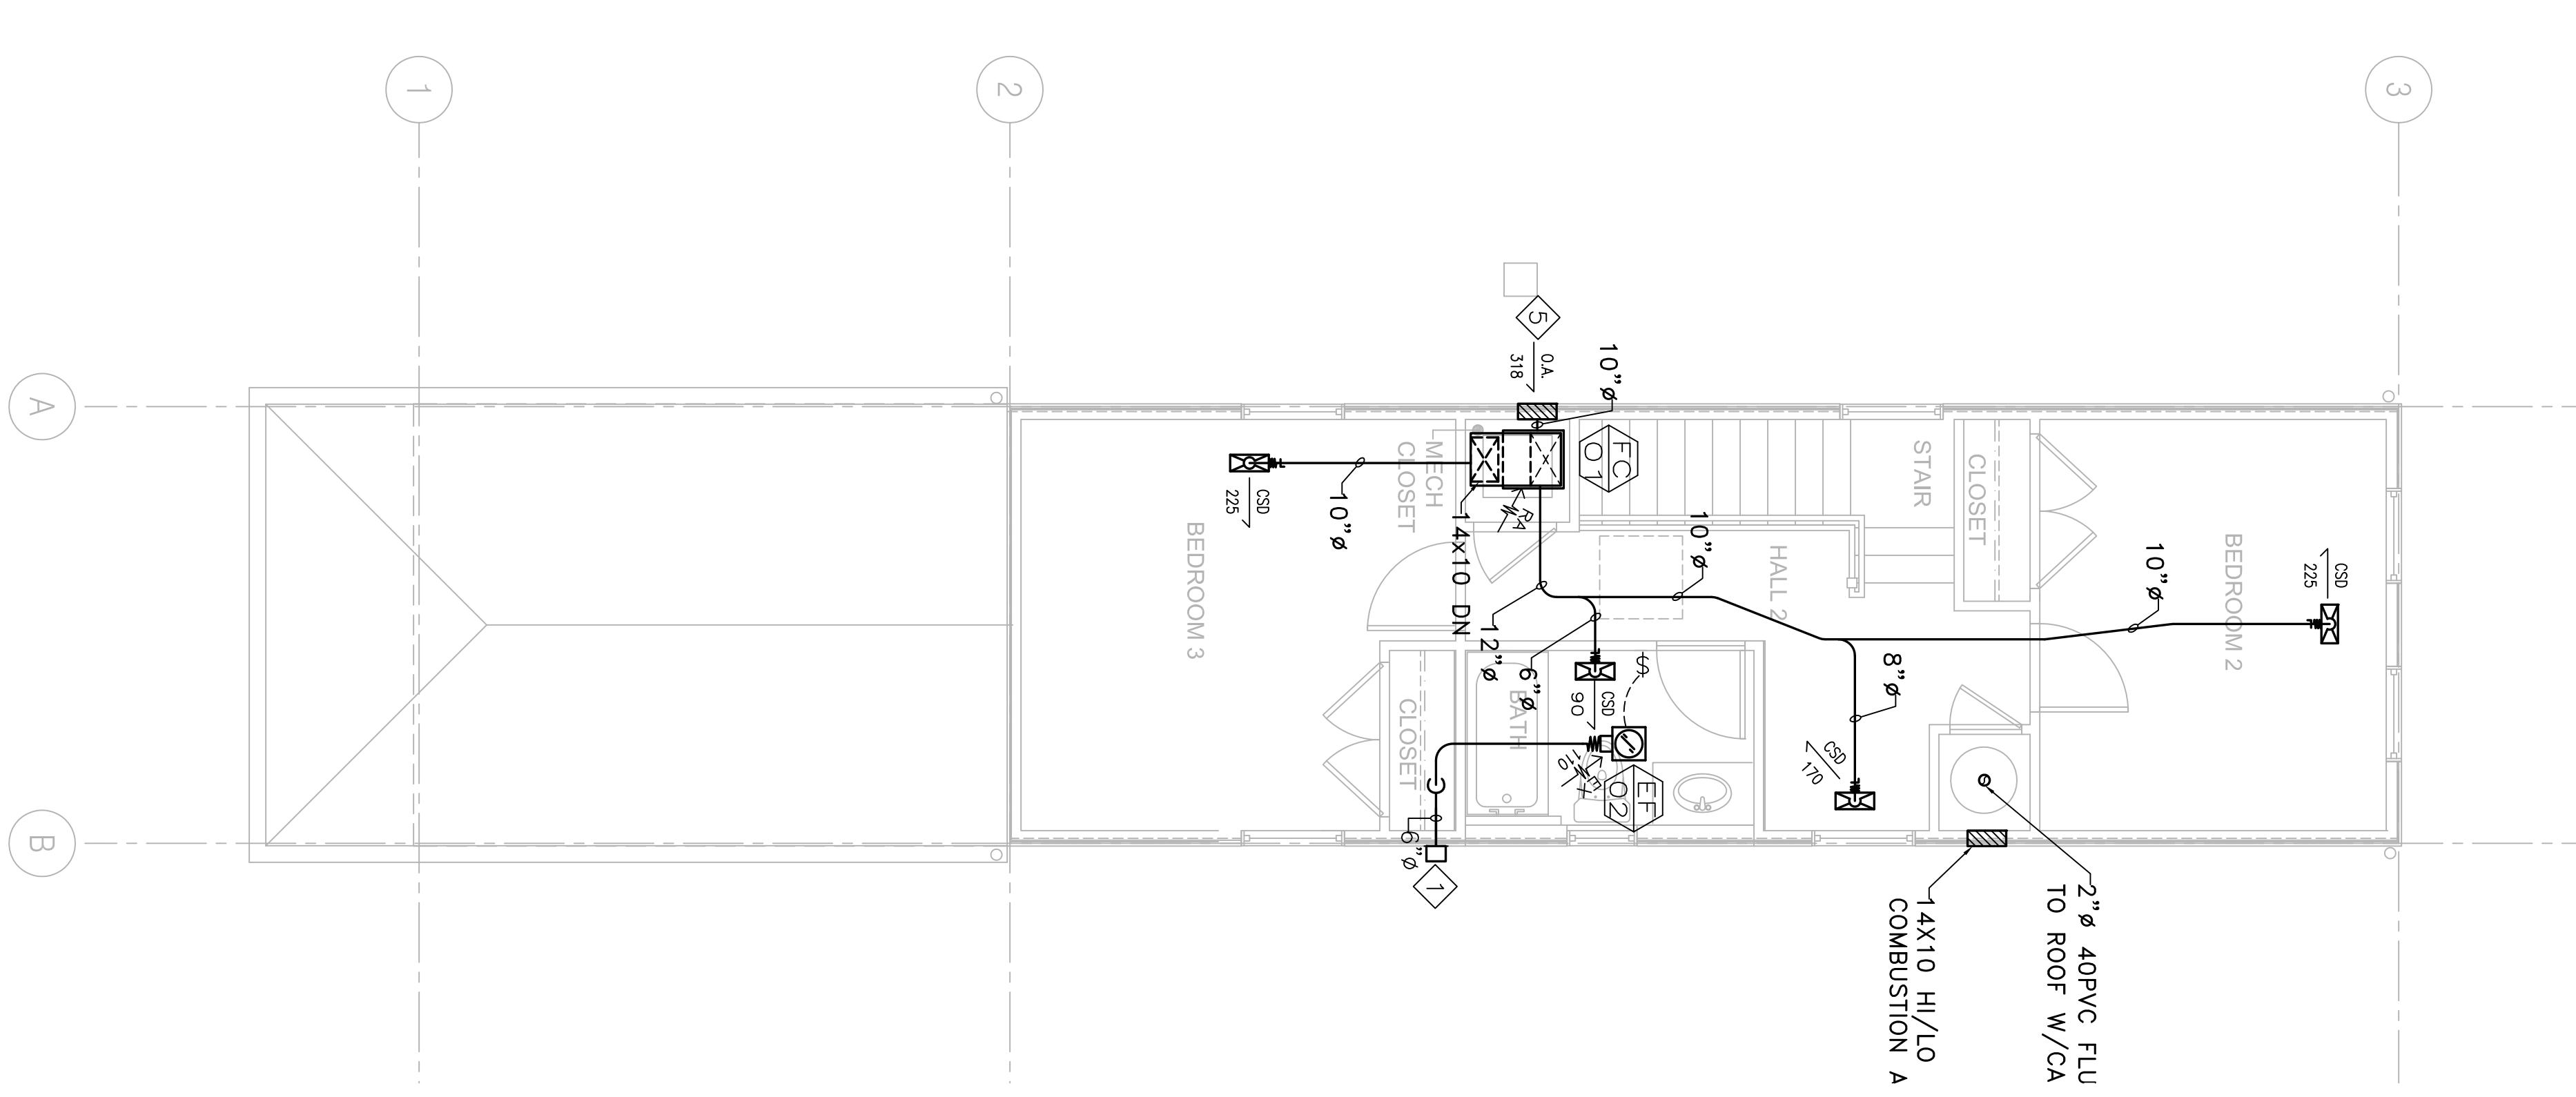 1
2
3
A
B
5
O.A.
318
10"ø
FC
01
MECH
CLOSET
STAIR
CLOSET
CSD
225
10"ø
RA
14x10 DN
10"ø
HALL 2
10"ø
BEDROOM 2
CSD
225
BEDROOM 3
12"ø
6"ø
$
8"ø
CSD
90
BATH
CLOSET
CSD
170
110
EF
02
6"ø
1
2"ø 40PVC FLU
TO ROOF W/CA
14X10 HI/LO
COMBUSTION A